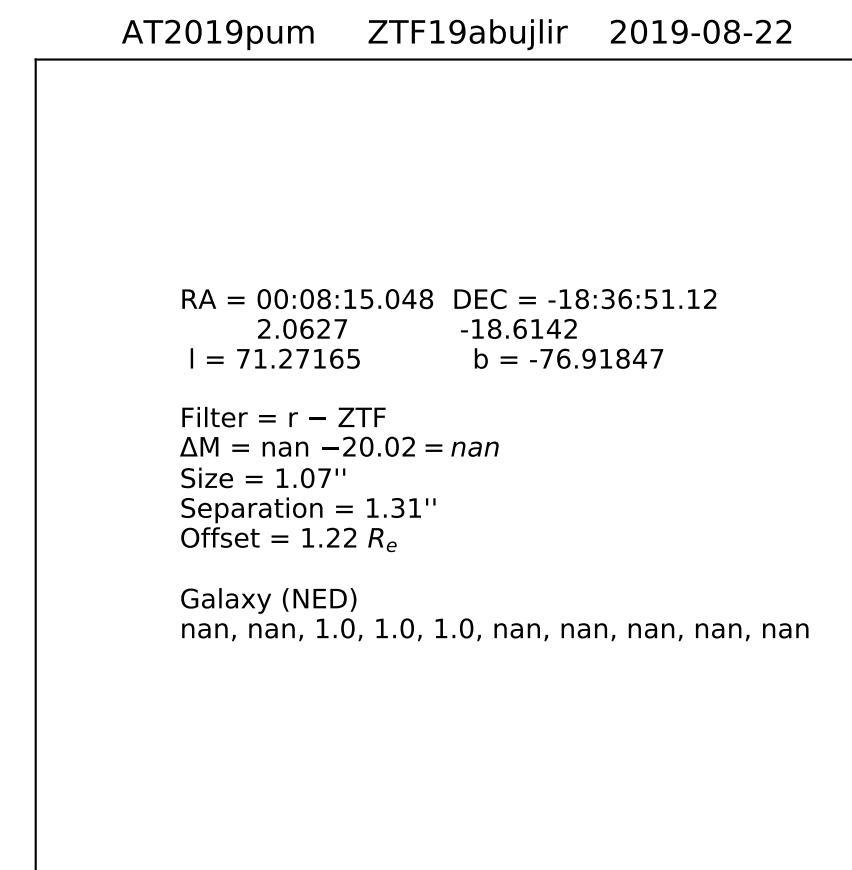 AT2019pum ZTF19abujlir 2019-08-22
RA = 00:08:15.048 DEC = -18:36:51.12
2.0627 -18.6142
l = 71.27165 b = -76.91847
Filter = r − ZTF
ΔM = nan −20.02 = nan
Size = 1.07''
Separation = 1.31''
Offset = 1.22 Re
Galaxy (NED)
nan, nan, 1.0, 1.0, 1.0, nan, nan, nan, nan, nan